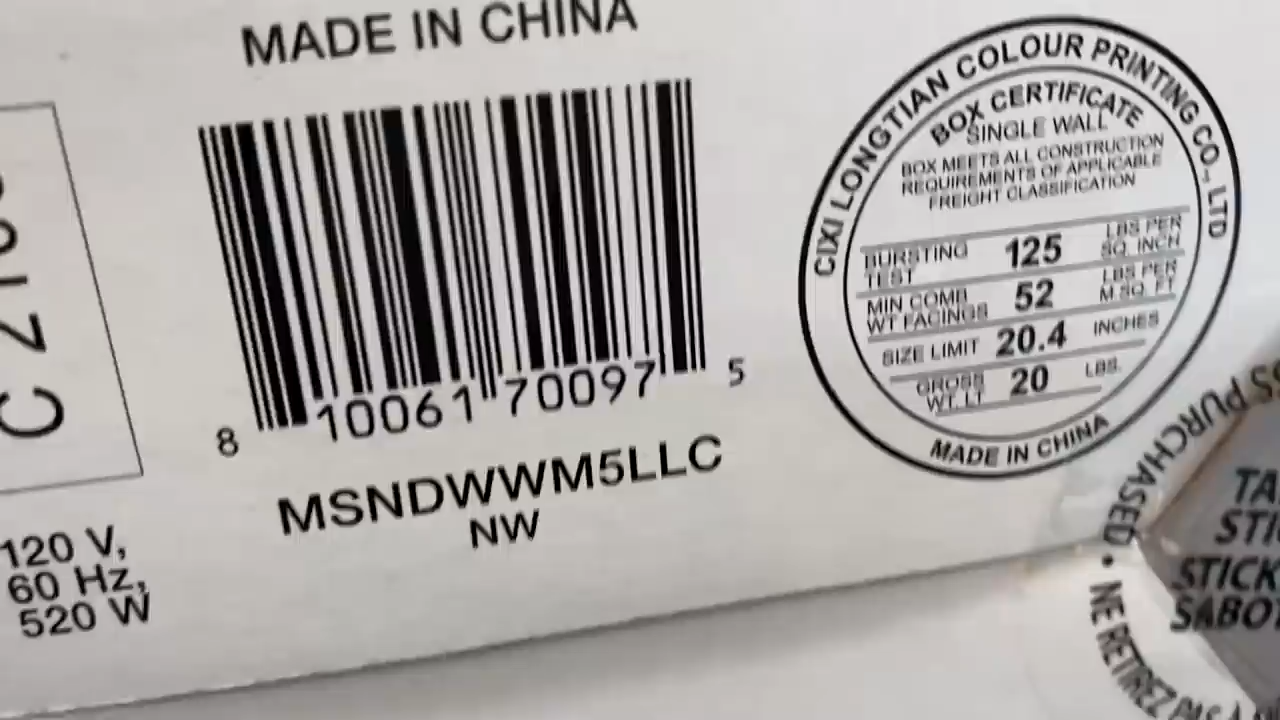 MADE IN CHINA
8 10061 70097 5
MSNDWWM5LLC
NW
120 V,
60 Hz,
520 W
CIXI LONGTIAN COLOUR PRINTING CO., LTD
BOX CERTIFICATE
SINGLE WALL
BOX MEETS ALL CONSTRUCTION
REQUIREMENTS OF APPLICABLE
FREIGHT CLASSIFICATION
BURSTING TEST 125 LBS PER SQ. INCH
MIN COMB WT FACINGS 52 LBS PER M.SQ. FT
SIZE LIMIT 20.4 INCHES
GROSS WT. LT 20 LBS.
MADE IN CHINA
PURCHASED • NE RETIREZ PAS À
STICK